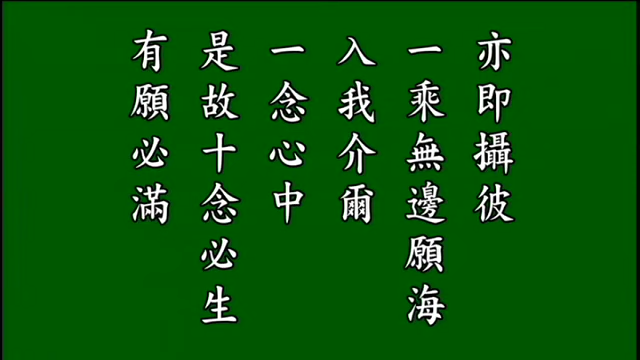 亦即攝彼
一乘無邊願海
入我介爾
一念心中
是故十念必生
有願必滿